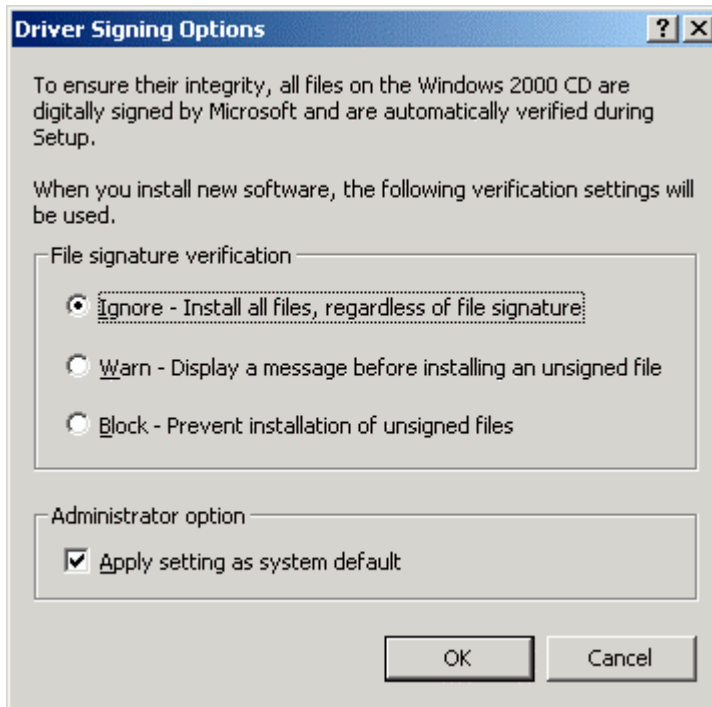 Driver Signing Options
To ensure their integrity, all files on the Windows 2000 CD are
digitally signed by Microsoft and are automatically verified during
Setup.
When you install new software, the following verification settings will
be used.
File signature verification
Ignore - Install all files, regardless of file signature
Warn - Display a message before installing an unsigned file
Block - Prevent installation of unsigned files
Administrator option
Apply setting as system default
OK Cancel